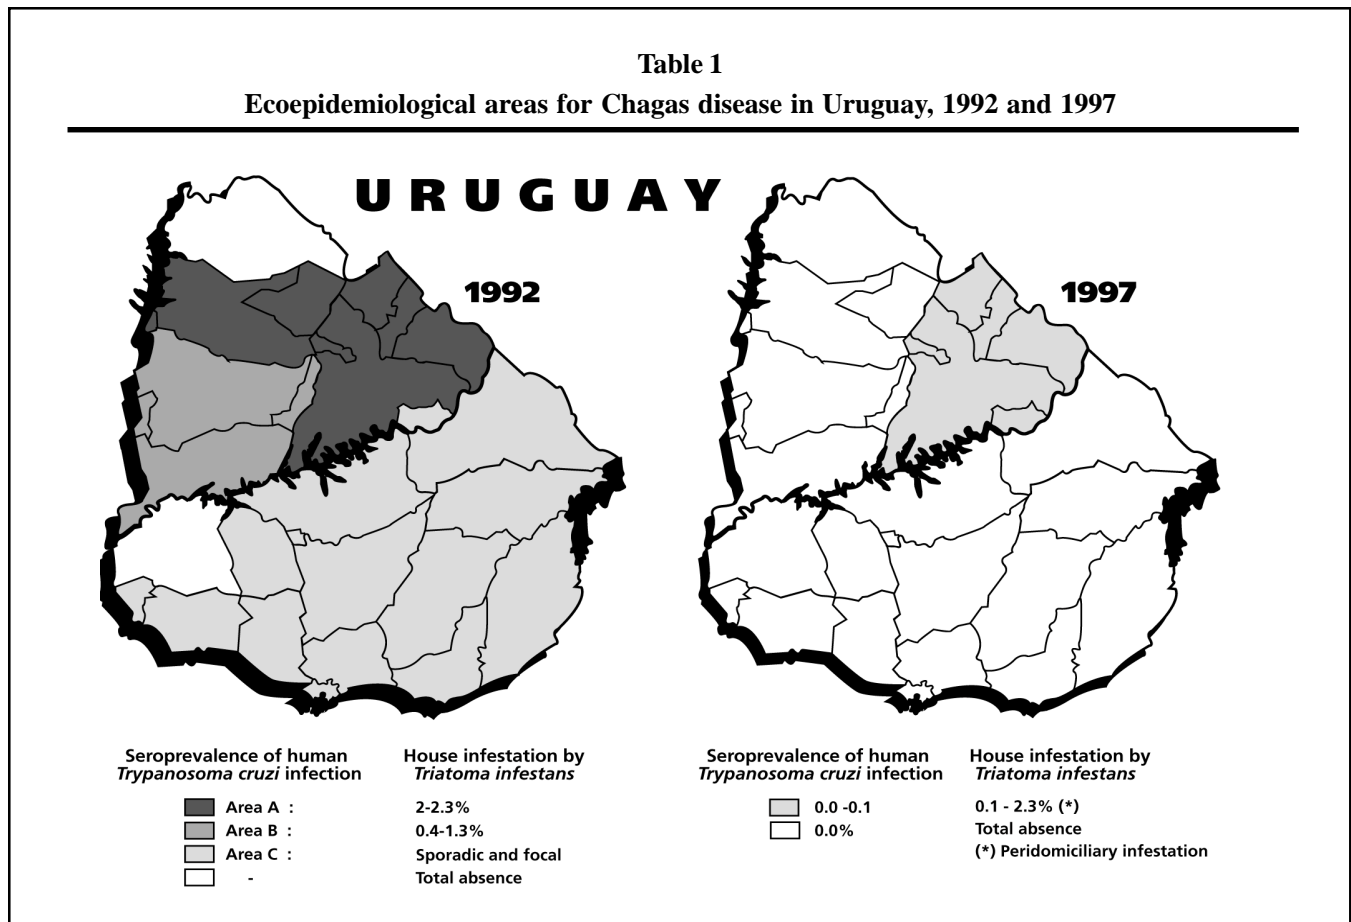 Table 1
Ecoepidemiological areas for Chagas disease in Uruguay, 1992 and 1997
URUGUAY
1992
1997
Seroprevalence of human
Trypanosoma cruzi infection
House infestation by
Triatoma infestans
Area A : 2-2.3%
Area B : 0.4-1.3%
Area C : Sporadic and focal
- Total absence
Seroprevalence of human
Trypanosoma cruzi infection
House infestation by
Triatoma infestans
0.0 -0.1 0.1 - 2.3% (*)
0.0% Total absence
(*) Peridomiciliary infestation